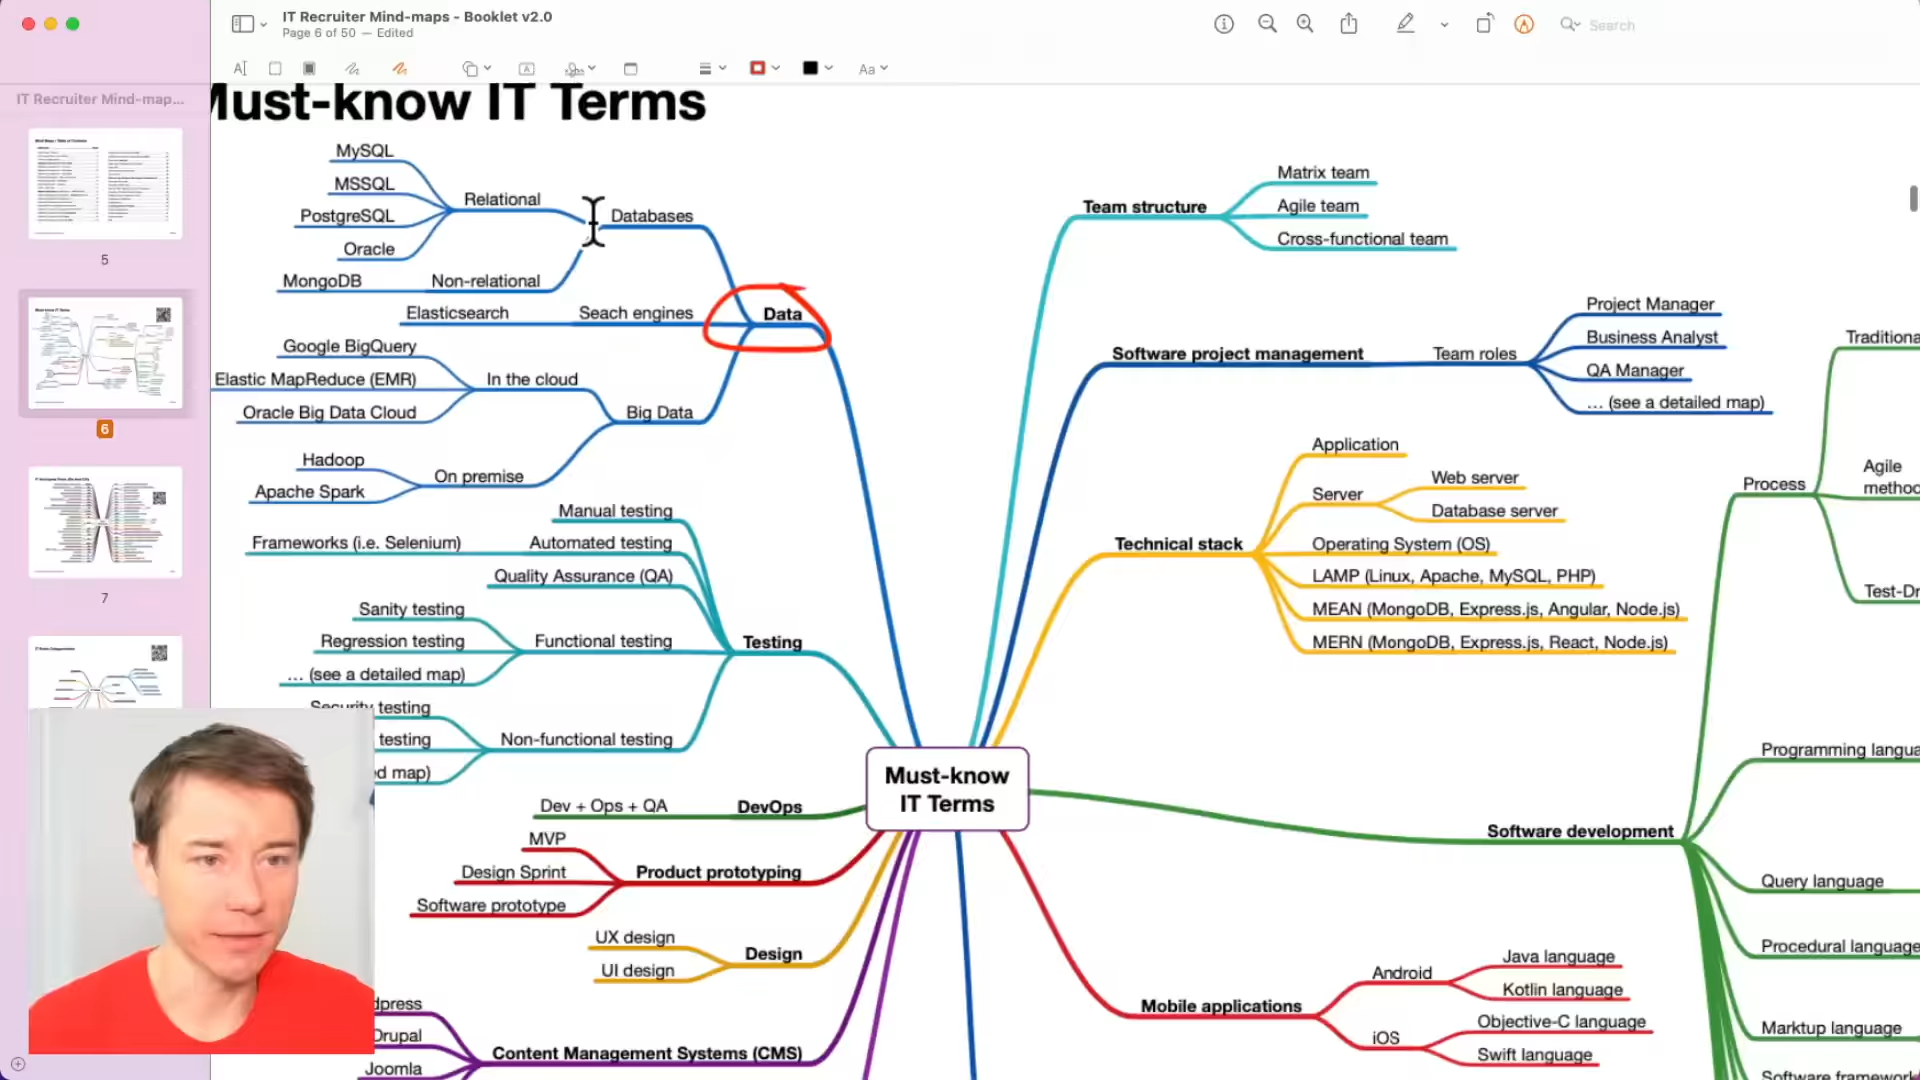 IT Recruiter Mind-maps - Booklet v2.0
Page 6 of 50 — Edited
Search
Aa
IT Recruiter Mind-map...
5
6
7
Must-know IT Terms
MySQL
MSSQL
PostgreSQL
Oracle
Relational
Databases
MongoDB
Non-relational
Elasticsearch
Seach engines
Data
Google BigQuery
Elastic MapReduce (EMR)
Oracle Big Data Cloud
In the cloud
Big Data
Hadoop
Apache Spark
On premise
Manual testing
Frameworks (i.e. Selenium)
Automated testing
Quality Assurance (QA)
Sanity testing
Regression testing
... (see a detailed map)
Functional testing
Testing
Security testing
testing
ed map)
Non-functional testing
Dev + Ops + QA
DevOps
MVP
Design Sprint
Software prototype
Product prototyping
UX design
UI design
Design
dpress
Drupal
Joomla
Content Management Systems (CMS)
Must-know
IT Terms
Team structure
Matrix team
Agile team
Cross-functional team
Software project management
Team roles
Project Manager
Business Analyst
QA Manager
... (see a detailed map)
Technical stack
Application
Server
Web server
Database server
Operating System (OS)
LAMP (Linux, Apache, MySQL, PHP)
MEAN (MongoDB, Express.js, Angular, Node.js)
MERN (MongoDB, Express.js, React, Node.js)
Software development
Process
Traditiona
Agile
methoc
Test-Dr
Programming langua
Query language
Procedural language
Marktup language
Software framework
Mobile applications
Android
Java language
Kotlin language
iOS
Objective-C language
Swift language